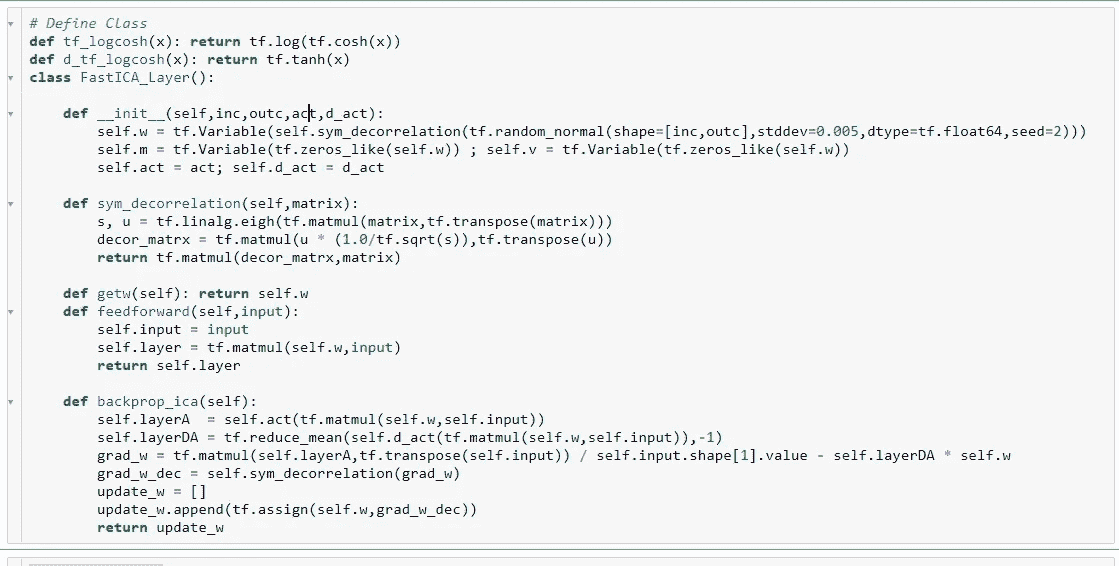 # Define Class
def tf_logcosh(x): return tf.log(tf.cosh(x))
def d_tf_logcosh(x): return tf.tanh(x)
class FastICA_Layer():
    def __init__(self,inc,outc,act,d_act):
        self.w = tf.Variable(self.sym_decorrelation(tf.random_normal(shape=[inc,outc],stddev=0.005,dtype=tf.float64,seed=2)))
        self.m = tf.Variable(tf.zeros_like(self.w)) ; self.v = tf.Variable(tf.zeros_like(self.w))
        self.act = act; self.d_act = d_act
    def sym_decorrelation(self,matrix):
        s, u = tf.linalg.eigh(tf.matmul(matrix,tf.transpose(matrix)))
        decor_matrx = tf.matmul(u * (1.0/tf.sqrt(s)),tf.transpose(u))
        return tf.matmul(decor_matrx,matrix)
    def getw(self): return self.w
    def feedforward(self,input):
        self.input = input
        self.layer = tf.matmul(self.w,input)
        return self.layer
    def backprop_ica(self):
        self.layerA  = self.act(tf.matmul(self.w,self.input))
        self.layerDA = tf.reduce_mean(self.d_act(tf.matmul(self.w,self.input)),-1)
        grad_w = tf.matmul(self.layerA,tf.transpose(self.input)) / self.input.shape[1].value - self.layerDA * self.w
        grad_w_dec = self.sym_decorrelation(grad_w)
        update_w = []
        update_w.append(tf.assign(self.w,grad_w_dec))
        return update_w